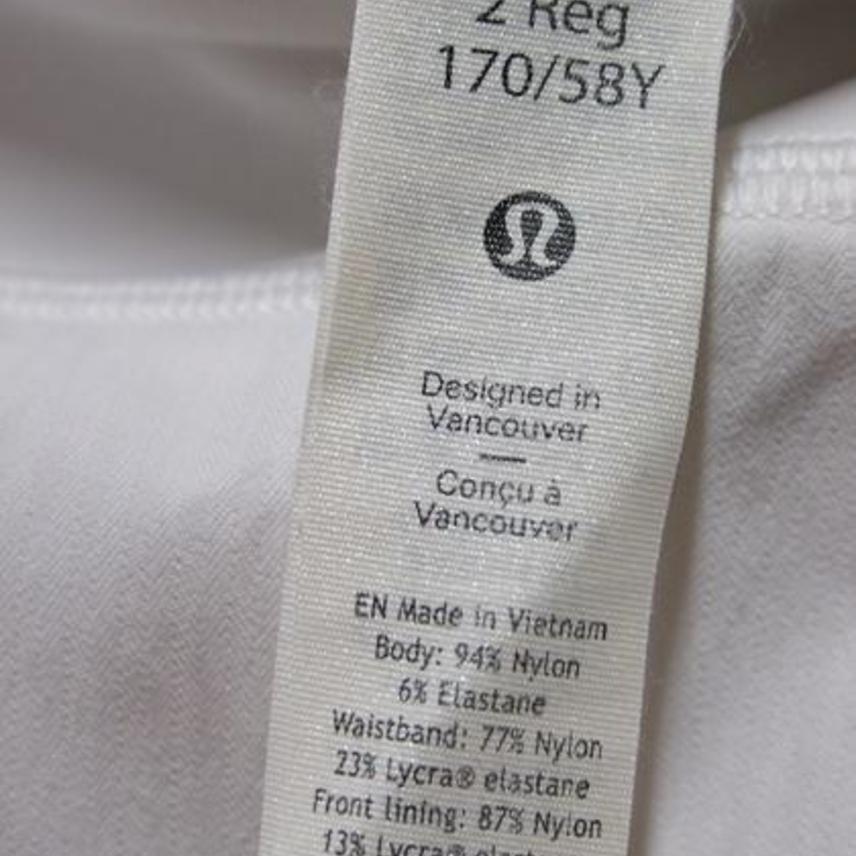 2 Reg
170/58Y
Designed in
Vancouver
Conçu à
Vancouver
EN Made in Vietnam
Body: 94% Nylon
6% Elastane
Waistband: 77% Nylon
23% Lycra® elastane
Front lining: 87% Nylon
13% Lycra®